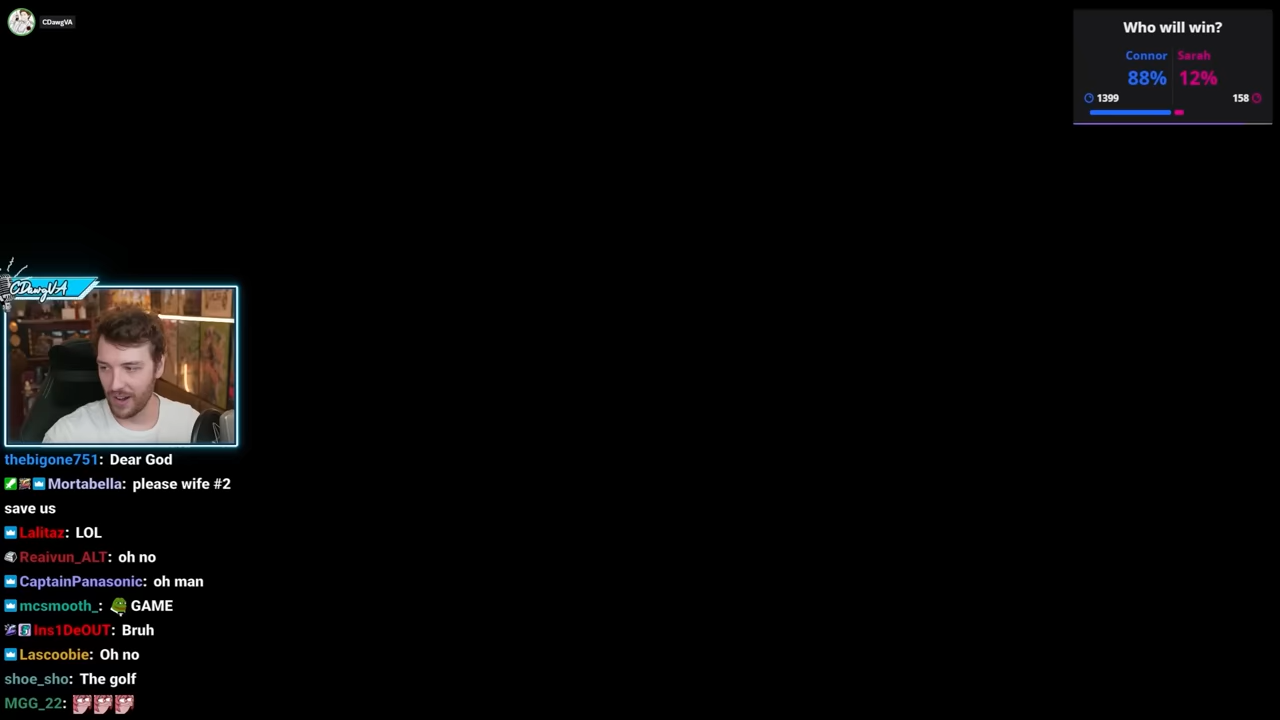 CDawgVA
Who will win?
Connor Sarah
88% 12%
1399 158
CDawgVA
thebigone751: Dear God
Mortabella: please wife #2
save us
Lalitaz: LOL
Reaivun_ALT: oh no
CaptainPanasonic: oh man
mcsmooth_: GAME
Ins1DeOUT: Bruh
Lascoobie: Oh no
shoe_sho: The golf
MGG_22: